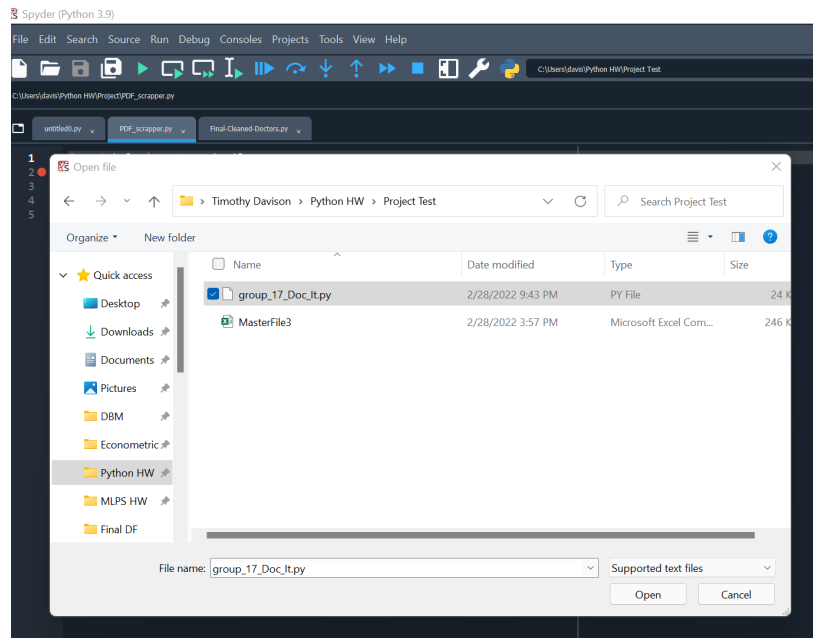 Spyder (Python 3.9)
File Edit Search Source Run Debug Consoles Projects Tools View Help
C:\Users\davis\Python HW\Project Test
C:\Users\davis\Python HW\Project\PDF_scrapper.py
untitled0.py PDF_scrapper.py Final-Cleaned-Doctors.py
1
2
3
4
5
Open file
Timothy Davison > Python HW > Project Test
Search Project Test
Organize New folder
Name Date modified Type Size
Quick access
Desktop
Downloads
Documents
Pictures
DBM
Econometric
Python HW
MLPS HW
Final DF
group_17_Doc_It.py 2/28/2022 9:43 PM PY File 24 K
MasterFile3 2/28/2022 3:57 PM Microsoft Excel Com... 246 K
File name: group_17_Doc_It.py Supported text files
Open Cancel